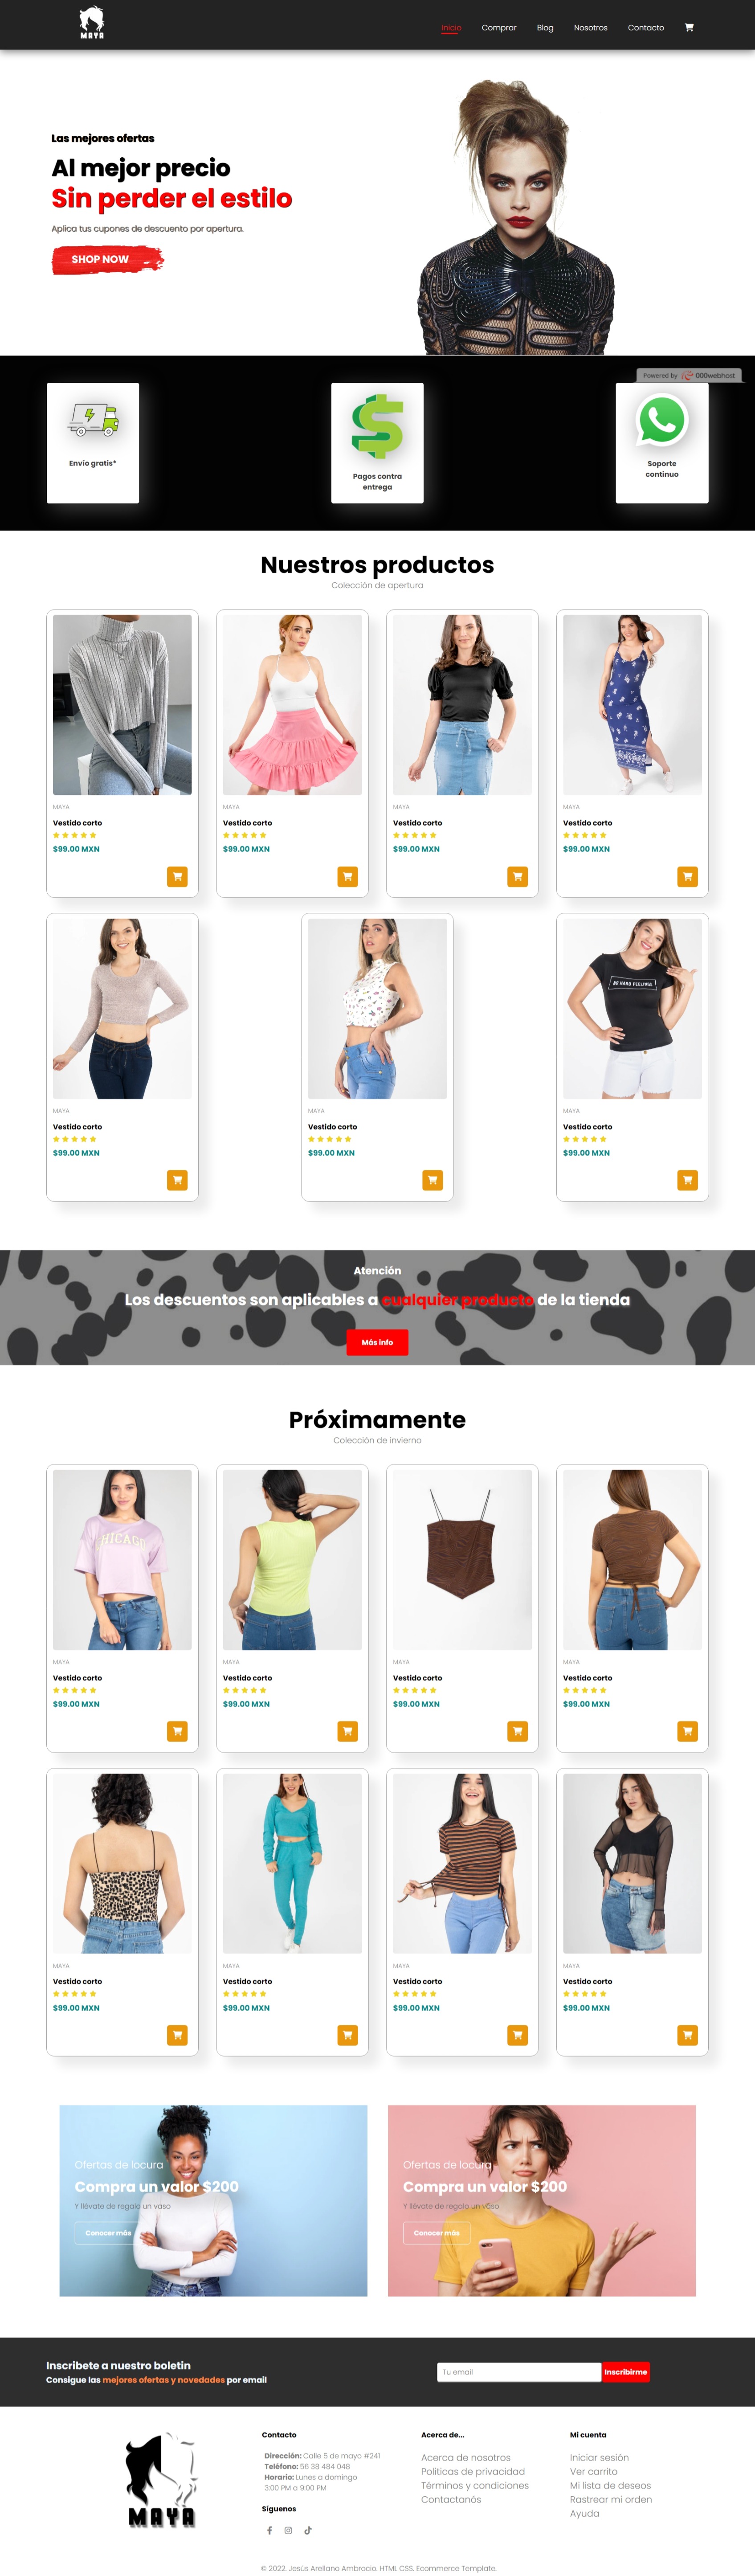 MAYA
Inicio Comprar Blog Nosotros Contacto
Las mejores ofertas
Al mejor precio
Sin perder el estilo
Aplica tus cupones de descuento por apertura.
SHOP NOW
Powered by 000webhost
Envio gratis*
Pagos contra
entrega
Soporte
continuo
Nuestros productos
Colección de apertura
MAYA
Vestido corto
$99.00 MXN
MAYA
Vestido corto
$99.00 MXN
MAYA
Vestido corto
$99.00 MXN
MAYA
Vestido corto
$99.00 MXN
MAYA
Vestido corto
$99.00 MXN
MAYA
Vestido corto
$99.00 MXN
NO HARD FEELINGS.
MAYA
Vestido corto
$99.00 MXN
Atención
Los descuentos son aplicables a cualquier producto de la tienda
Más info
Próximamente
Colección de invierno
CHICAGO
MAYA
Vestido corto
$99.00 MXN
MAYA
Vestido corto
$99.00 MXN
MAYA
Vestido corto
$99.00 MXN
MAYA
Vestido corto
$99.00 MXN
MAYA
Vestido corto
$99.00 MXN
MAYA
Vestido corto
$99.00 MXN
MAYA
Vestido corto
$99.00 MXN
MAYA
Vestido corto
$99.00 MXN
Ofertas de locura
Compra un valor $200
Y llévate de regalo un vaso
Conocer más
Ofertas de locura
Compra un valor $200
Y llévate de regalo un vaso
Conocer más
Inscribete a nuestro boletin
Consigue las mejores ofertas y novedades por email
Tu email
Inscribirme
MAYA
Contacto
Dirección: Calle 5 de mayo #241
Teléfono: 56 38 484 048
Horario: Lunes a domingo
3:00 PM a 9:00 PM
Síguenos
Acerca de...
Acerca de nosotros
Politicas de privacidad
Términos y condiciones
Contactanós
Mi cuenta
Iniciar sesión
Ver carrito
Mi lista de deseos
Rastrear mi orden
Ayuda
© 2022. Jesús Arellano Ambrocio. HTML CSS. Ecommerce Template.